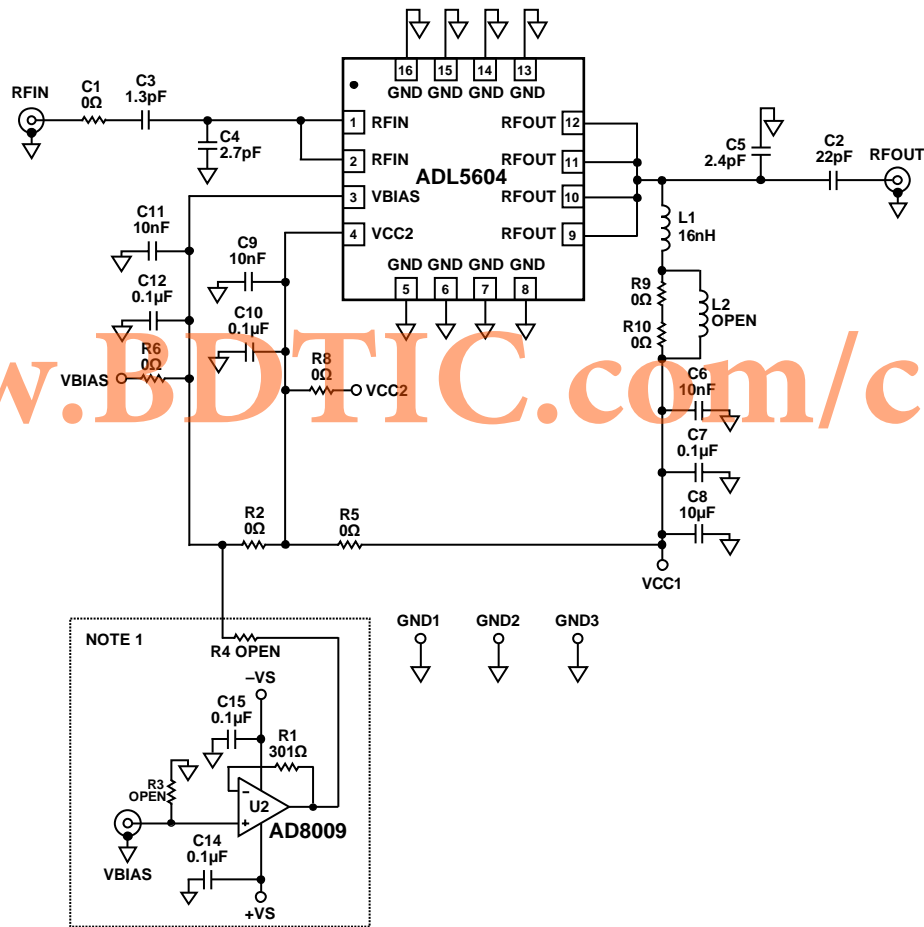 16 15 14 13
GND GND GND GND
RFIN
C1
0Ω
C3
1.3pF
C4
2.7pF
1 RFIN
2 RFIN
3 VBIAS
4 VCC2
ADL5604
RFOUT 12
RFOUT 11
RFOUT 10
RFOUT 9
GND GND GND GND
5 6 7 8
C5
2.4pF
C2
22pF
RFOUT
L1
16nH
R9
0Ω
R10
0Ω
L2
OPEN
C11
10nF
C12
0.1µF
C9
10nF
C10
0.1µF
R6
0Ω
VBIAS
R8
0Ω
VCC2
C6
10nF
C7
0.1µF
C8
10µF
w.BDTIC.com/c
R2
0Ω
R5
0Ω
VCC1
NOTE 1
R4 OPEN
GND1 GND2 GND3
–VS
C15
0.1µF
R1
301Ω
R3
OPEN
– U2
+
AD8009
VBIAS
C14
0.1µF
+VS